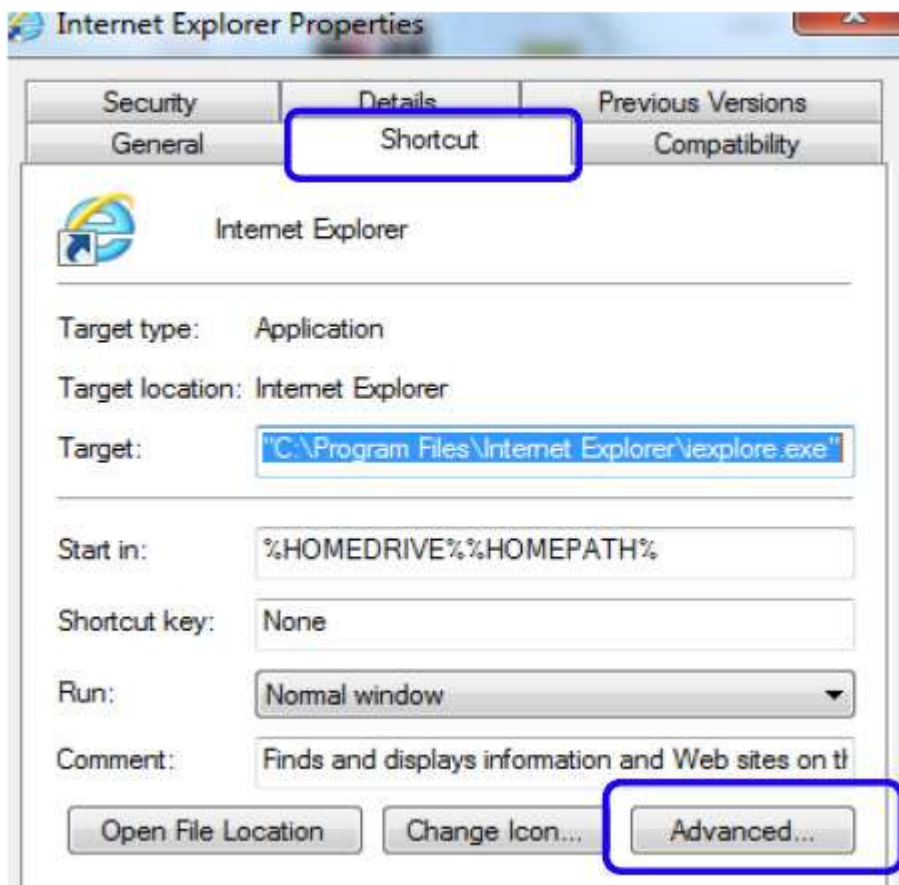 Internet Explorer Properties
Security Details Previous Versions
General Shortcut Compatibility
Internet Explorer
Target type: Application
Target location: Internet Explorer
Target: "C:\Program Files\Internet Explorer\iexplore.exe"
Start in: %HOMEDRIVE%%HOMEPATH%
Shortcut key: None
Run: Normal window
Comment: Finds and displays information and Web sites on th
Open File Location Change Icon... Advanced...